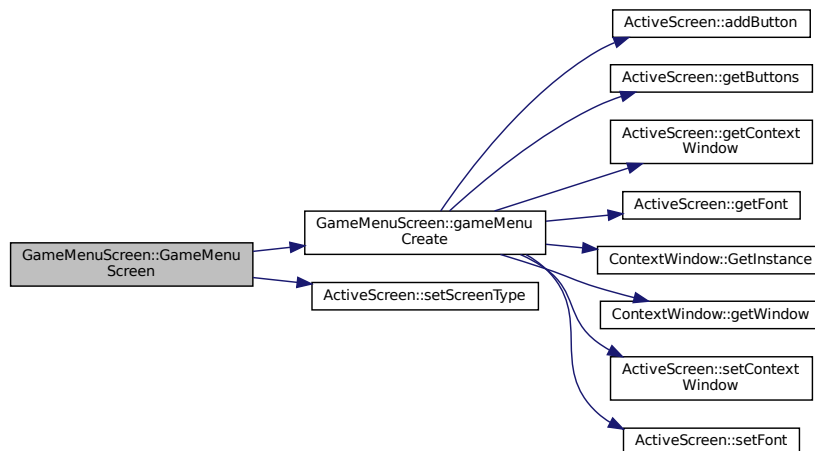 GameMenuScreen::GameMenu
Screen
GameMenuScreen::gameMenu
Create
ActiveScreen::setScreenType
ActiveScreen::addButton
ActiveScreen::getButtons
ActiveScreen::getContext
Window
ActiveScreen::getFont
ContextWindow::GetInstance
ContextWindow::getWindow
ActiveScreen::setContext
Window
ActiveScreen::setFont